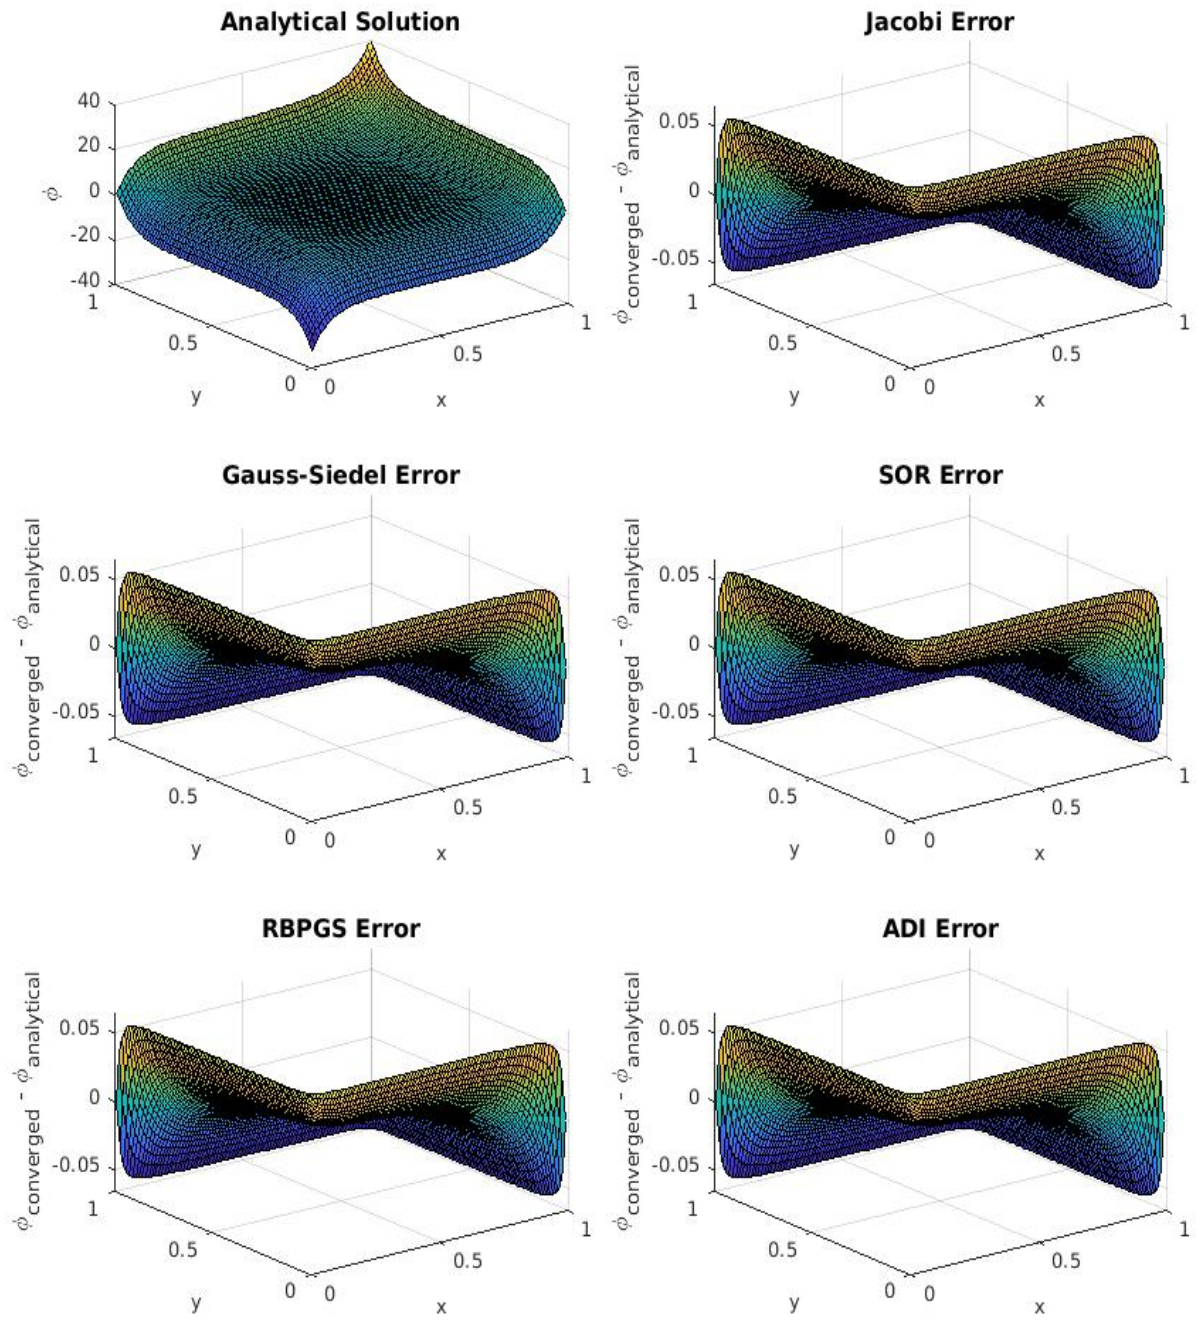 Analytical Solution
40
20
0
-20
-40
ϕ
1
0.5
0
y
0
0.5
1
x
Jacobi Error
0.05
0
-0.05
ϕconverged - ϕanalytical
1
0.5
0
y
0
0.5
1
x
Gauss-Siedel Error
0.05
0
-0.05
ϕconverged - ϕanalytical
1
0.5
0
y
0
0.5
1
x
SOR Error
0.05
0
-0.05
ϕconverged - ϕanalytical
1
0.5
0
y
0
0.5
1
x
RBPGS Error
0.05
0
-0.05
ϕconverged - ϕanalytical
1
0.5
0
y
0
0.5
1
x
ADI Error
0.05
0
-0.05
ϕconverged - ϕanalytical
1
0.5
0
y
0
0.5
1
x